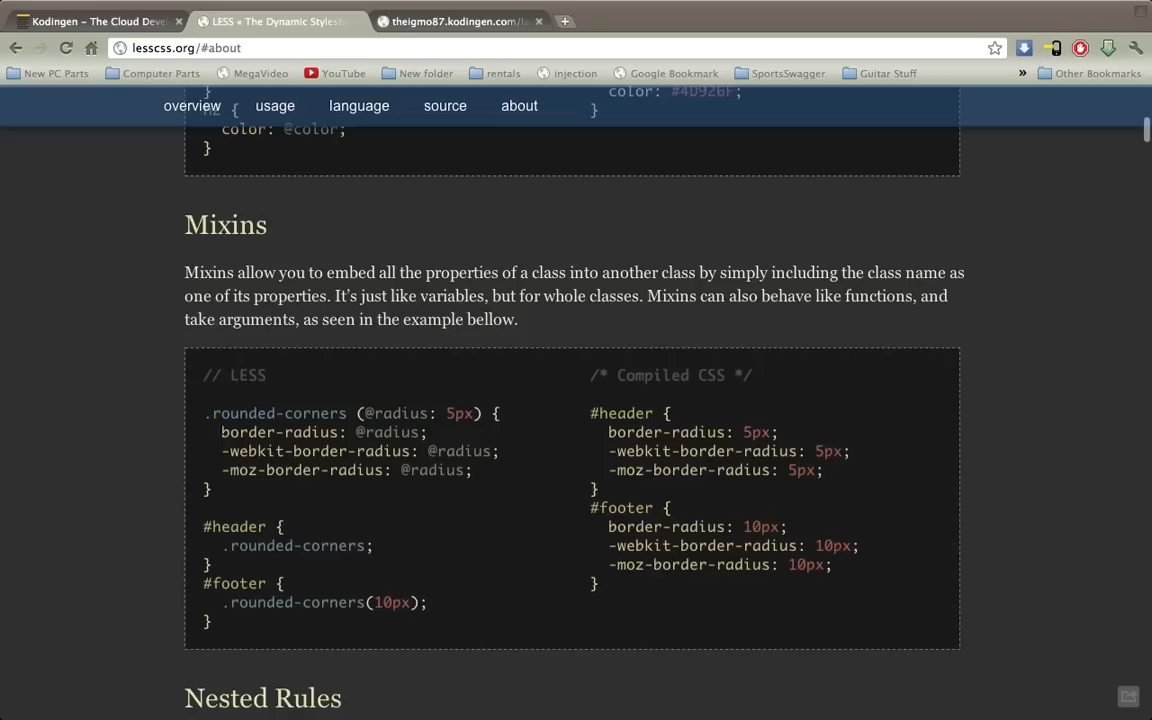 Kodingen – The Cloud Deve
LESS « The Dynamic Stylesh
theigmo87.kodingen.com/la
lesscss.org/#about
New PC Parts
Computer Parts
MegaVideo
YouTube
New folder
rentals
injection
Google Bookmark
SportsSwagger
Guitar Stuff
»
Other Bookmarks
overview
usage
language
source
about
}
h2 {
color: @color;
}
color: #4D926F;
}
Mixins
Mixins allow you to embed all the properties of a class into another class by simply including the class name as
one of its properties. It’s just like variables, but for whole classes. Mixins can also behave like functions, and
take arguments, as seen in the example bellow.
// LESS
.rounded-corners (@radius: 5px) {
border-radius: @radius;
-webkit-border-radius: @radius;
-moz-border-radius: @radius;
}
#header {
.rounded-corners;
}
#footer {
.rounded-corners(10px);
}
/* Compiled CSS */
#header {
border-radius: 5px;
-webkit-border-radius: 5px;
-moz-border-radius: 5px;
}
#footer {
border-radius: 10px;
-webkit-border-radius: 10px;
-moz-border-radius: 10px;
}
Nested Rules